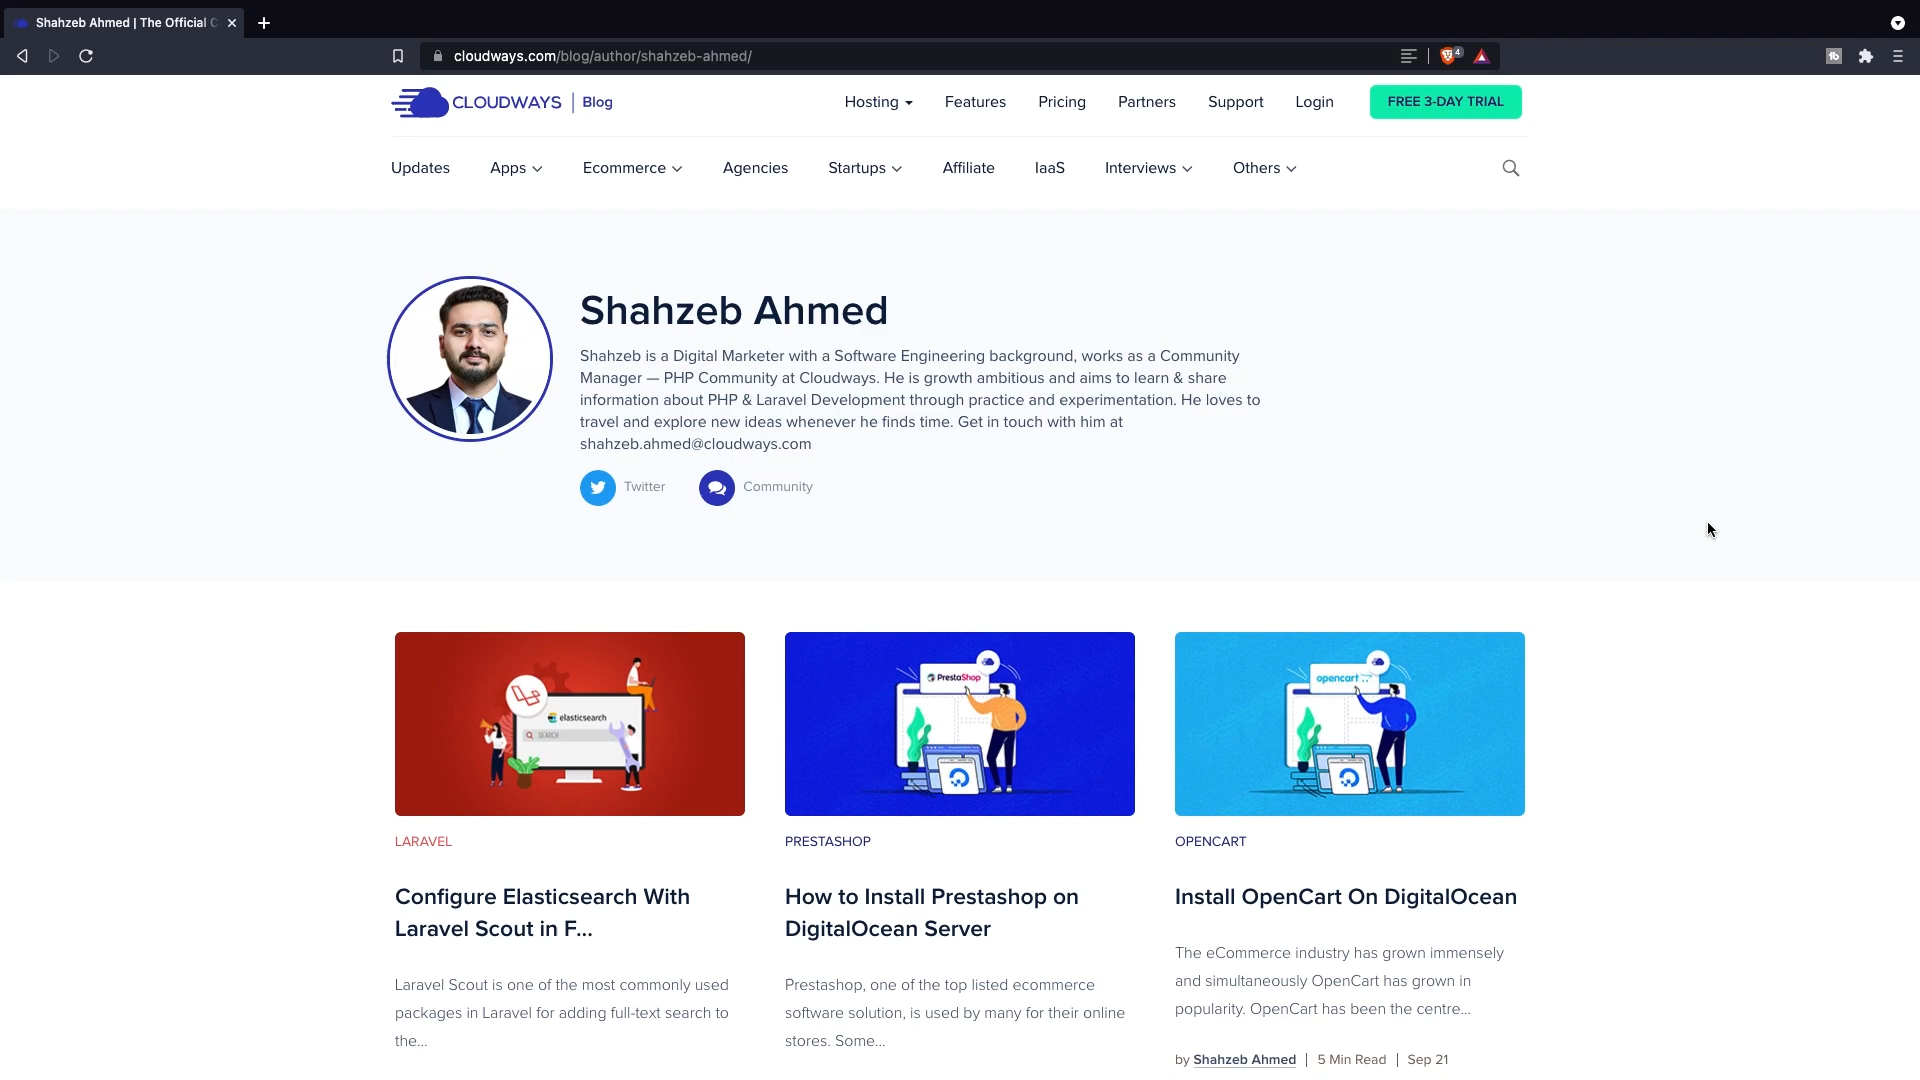 Shahzeb Ahmed | The Official C
cloudways.com/blog/author/shahzeb-ahmed/
4
CLOUDWAYS | Blog
Hosting Features Pricing Partners Support Login FREE 3-DAY TRIAL
Updates Apps Ecommerce Agencies Startups Affiliate IaaS Interviews Others
Shahzeb Ahmed
Shahzeb is a Digital Marketer with a Software Engineering background, works as a Community
Manager — PHP Community at Cloudways. He is growth ambitious and aims to learn & share
information about PHP & Laravel Development through practice and experimentation. He loves to
travel and explore new ideas whenever he finds time. Get in touch with him at
shahzeb.ahmed@cloudways.com
Twitter Community
elasticsearch
SEARCH
PrestaShop
opencart
LARAVEL
Configure Elasticsearch With
Laravel Scout in F...
Laravel Scout is one of the most commonly used
packages in Laravel for adding full-text search to
the...
PRESTASHOP
How to Install Prestashop on
DigitalOcean Server
Prestashop, one of the top listed ecommerce
software solution, is used by many for their online
stores. Some...
OPENCART
Install OpenCart On DigitalOcean
The eCommerce industry has grown immensely
and simultaneously OpenCart has grown in
popularity. OpenCart has been the centre...
by Shahzeb Ahmed | 5 Min Read | Sep 21